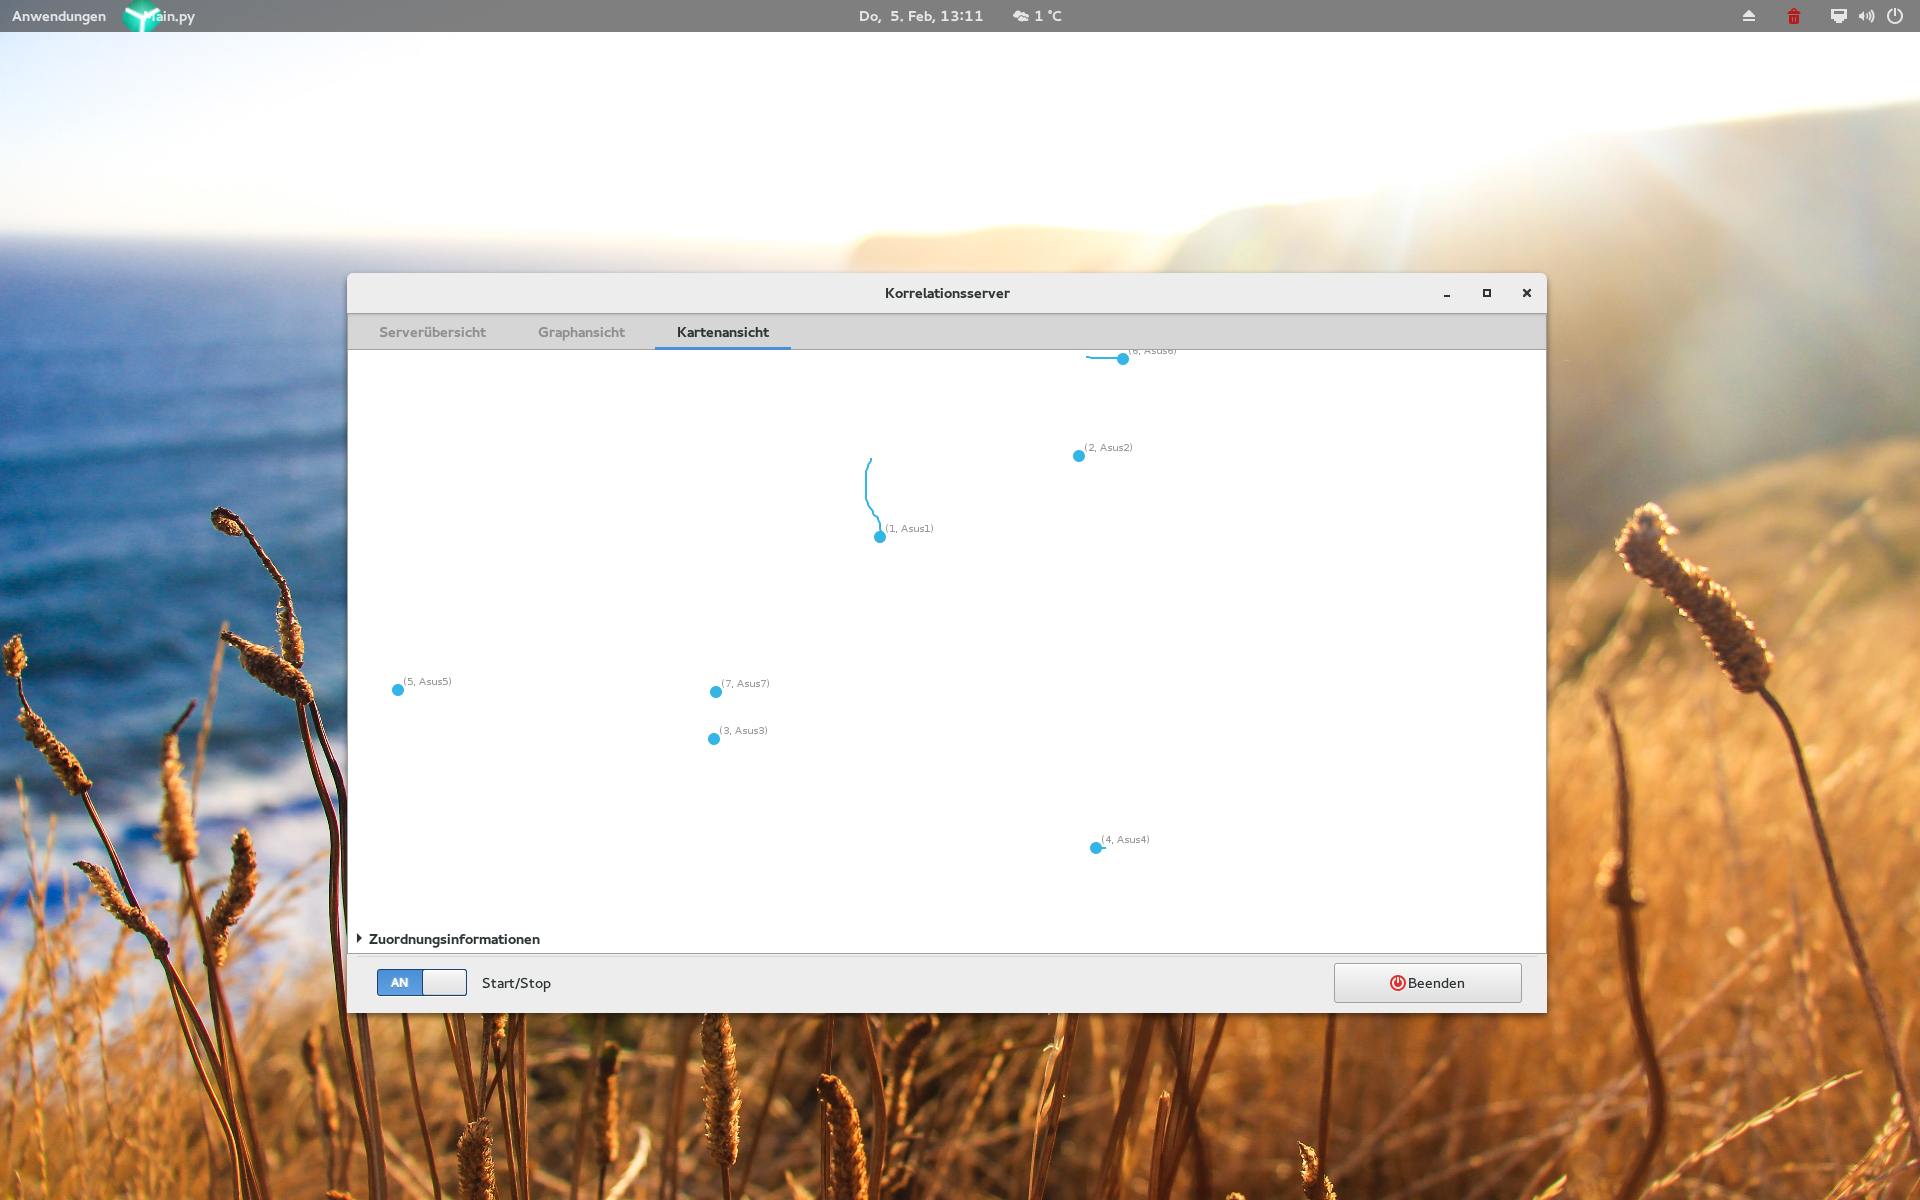 Anwendungen
Main.py
Do, 5. Feb, 13:11
1 °C
Korrelationsserver
Serverübersicht
Graphansicht
Kartenansicht
(6, Asus6)
(2, Asus2)
(1, Asus1)
(5, Asus5)
(7, Asus7)
(3, Asus3)
(4, Asus4)
Zuordnungsinformationen
AN
Start/Stop
Beenden